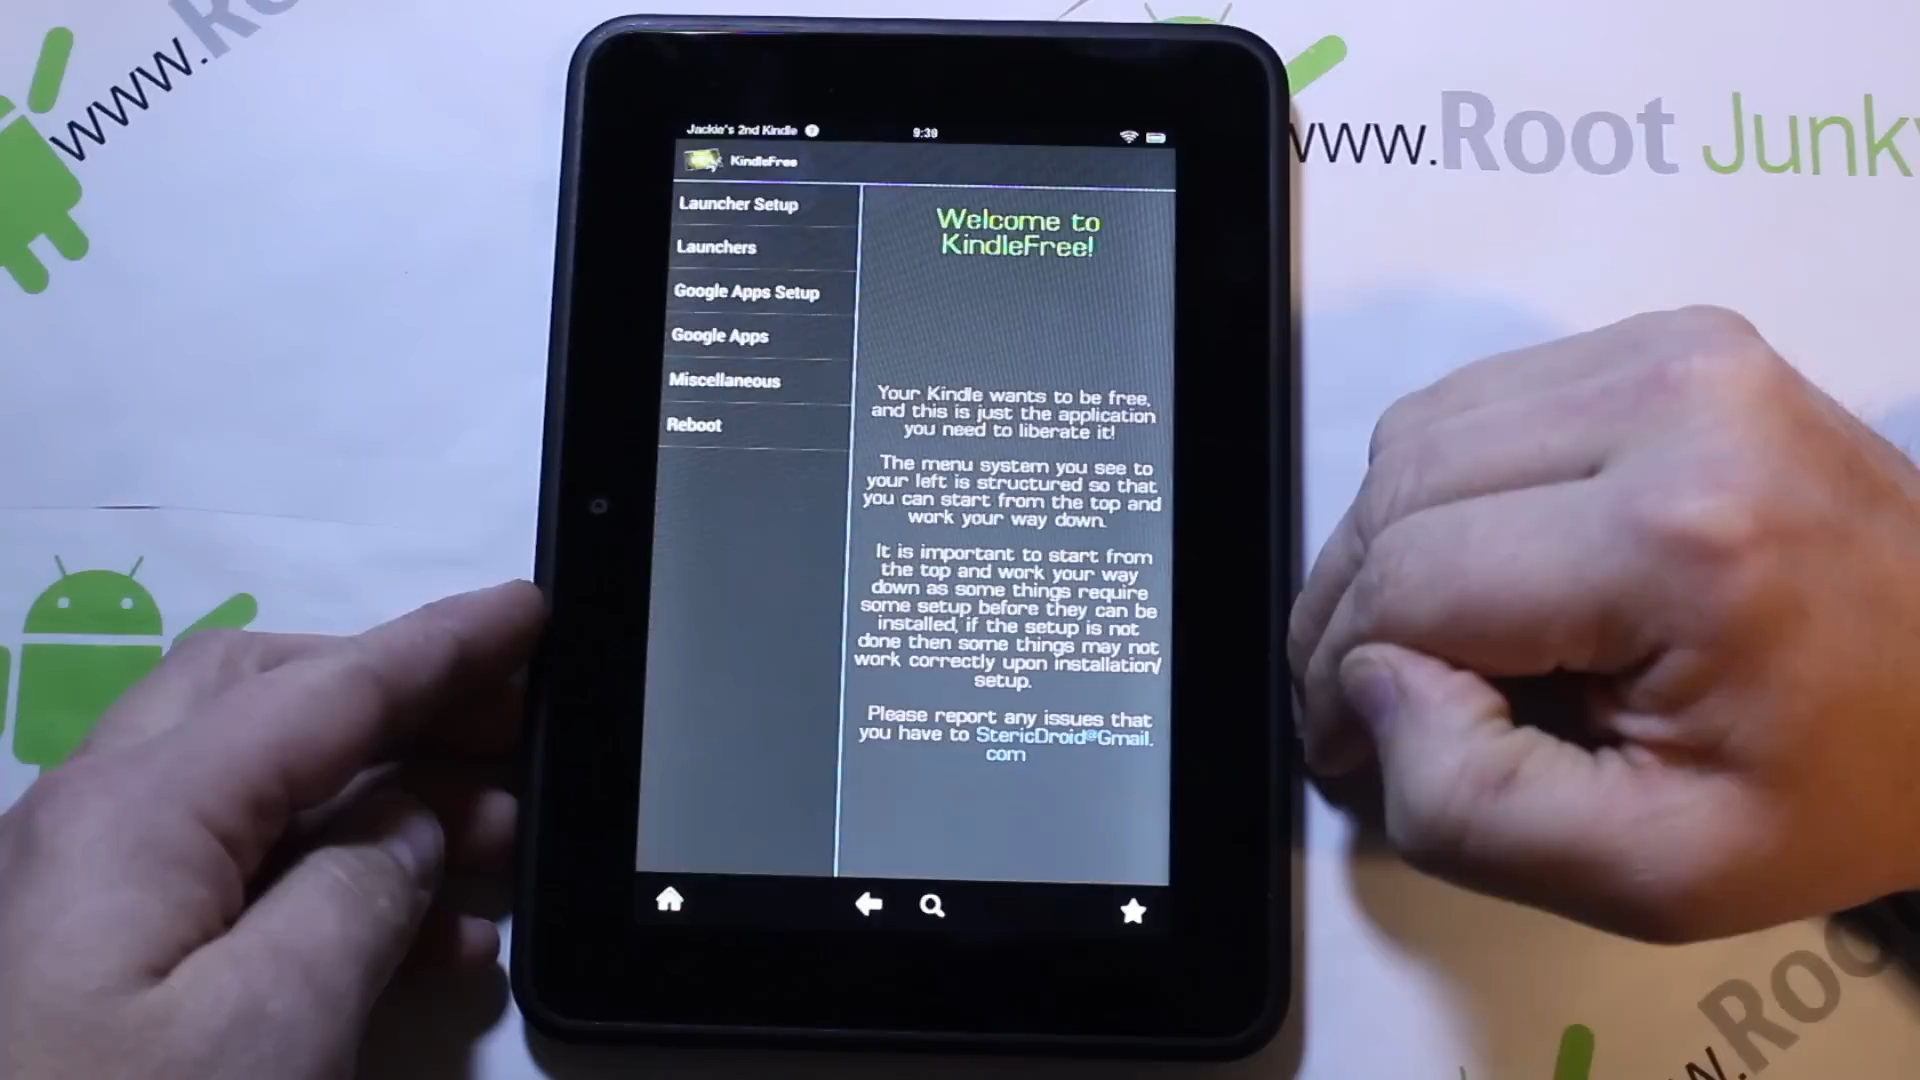 www.Ro
www.Root Junky
Jackie's 2nd Kindle
9:39
KindleFree
Launcher Setup
Launchers
Google Apps Setup
Google Apps
Miscellaneous
Reboot
Welcome to
KindleFree!
Your Kindle wants to be free,
and this is just the application
you need to liberate it!
The menu system you see to
your left is structured so that
you can start from the top and
work your way down.
It is important to start from
the top and work your way
down as some things require
some setup before they can be
installed, if the setup is not
done then some things may not
work correctly upon installation/
setup.
Please report any issues that
you have to StericDroid@Gmail.
com
w.Roo